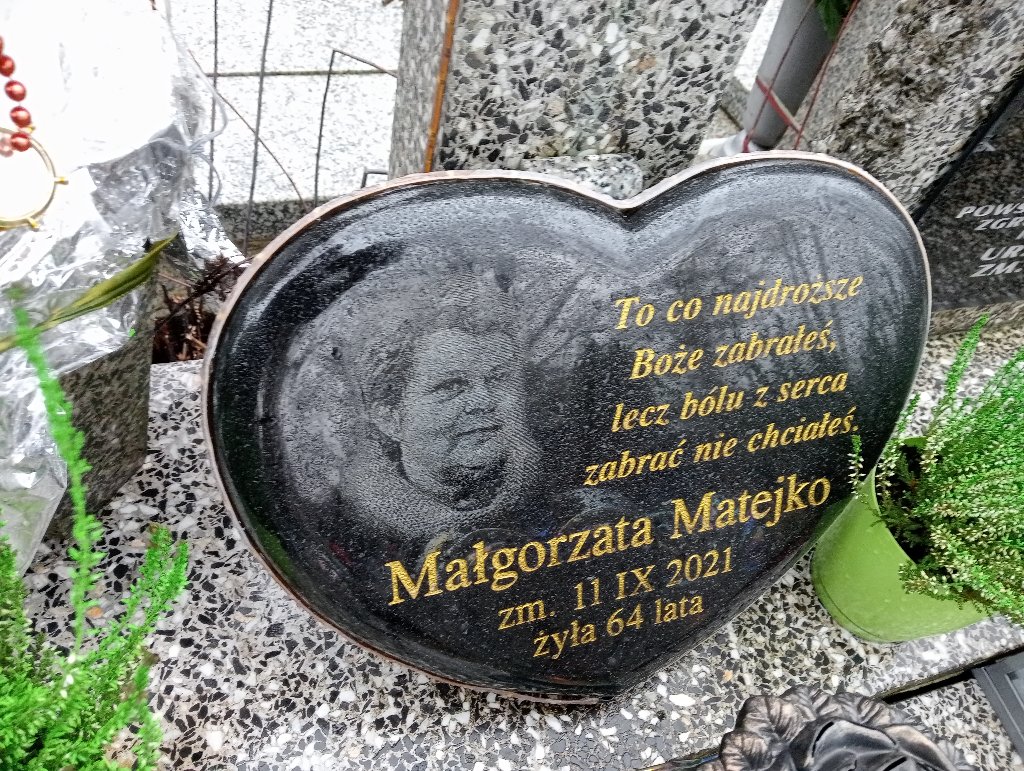 To co najdroższe
Boże zabrałeś,
lecz bólu z serca
zabrać nie chciałeś.
Małgorzata Matejko
zm. 11 IX 2021
żyła 64 lata
ZM.